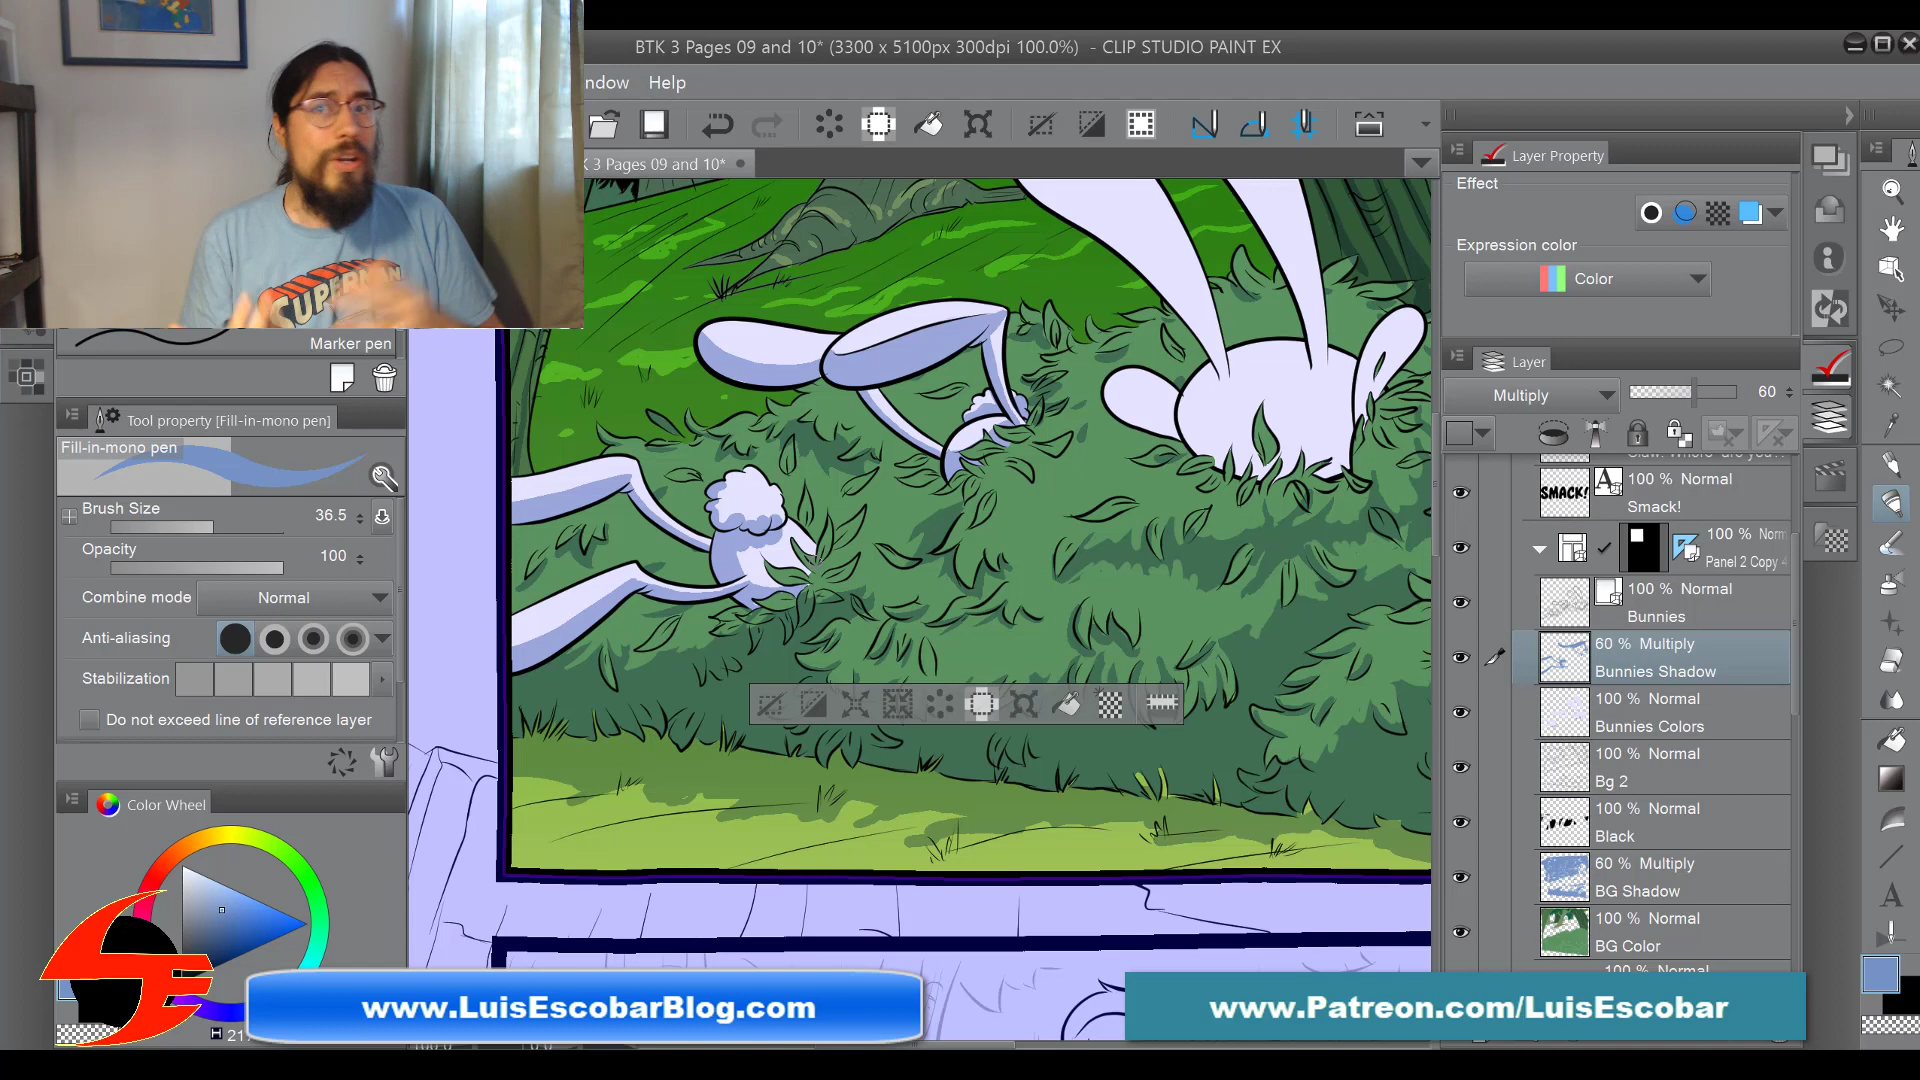 BTK 3 Pages 09 and 10* (3300 x 5100px 300dpi 100.0%) - CLIP STUDIO PAINT EX
ndow Help
3 Pages 09 and 10*
SUPERMAN
Marker pen
Tool property [Fill-in-mono pen]
Fill-in-mono pen
Brush Size 36.5
Opacity 100
Combine mode Normal
Anti-aliasing
Stabilization
Do not exceed line of reference layer
Color Wheel
H 21
Layer Property
Effect
Expression color
Color
Layer
Multiply 60
SMACK! A 100 % Normal
Smack!
100 % Norm
Panel 2 Copy 4
100 % Normal
Bunnies
60 % Multiply
Bunnies Shadow
100 % Normal
Bunnies Colors
100 % Normal
Bg 2
100 % Normal
Black
60 % Multiply
BG Shadow
100 % Normal
BG Color
100 % Normal
A
www.LuisEscobarBlog.com
www.Patreon.com/LuisEscobar